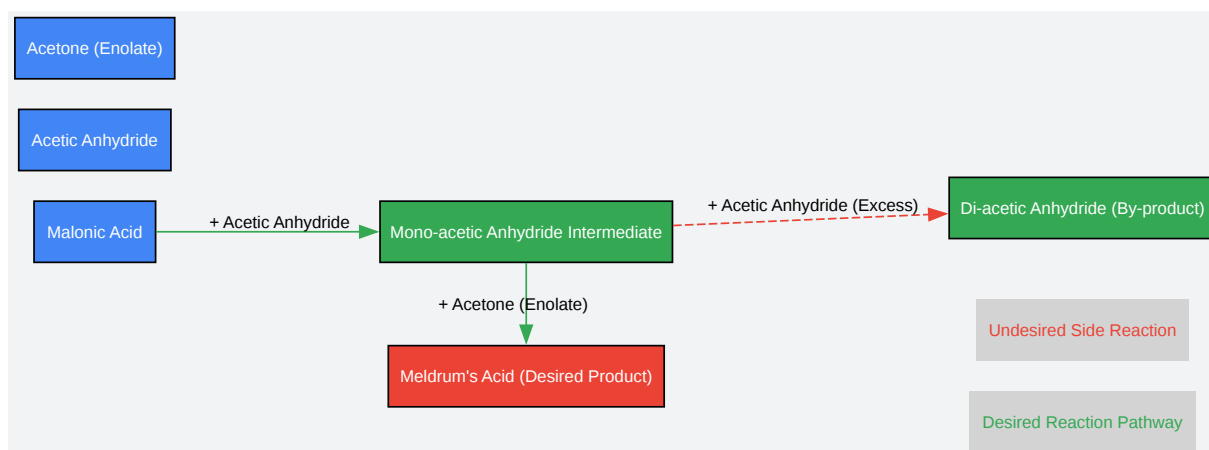 Acetone (Enolate)
Acetic Anhydride
Malonic Acid
+ Acetic Anhydride
Mono-acetic Anhydride Intermediate
+ Acetic Anhydride (Excess)
Di-acetic Anhydride (By-product)
+ Acetone (Enolate)
Meldrum's Acid (Desired Product)
Undesired Side Reaction
Desired Reaction Pathway